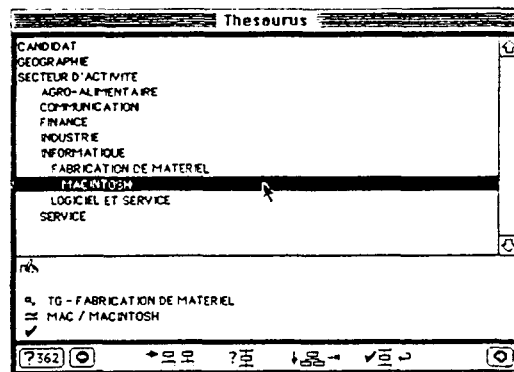 Thesaurus
CANDIDAT
GEOGRAPHIE
SECTEUR D'ACTIVITE
AGRO-ALIMENTAIRE
COMMUNICATION
FINANCE
INDUSTRIE
INFORMATIQUE
FABRICATION DE MATERIEL
MACINTOSH
LOGICIEL ET SERVICE
SERVICE
TG - FABRICATION DE MATERIEL
MAC / MACINTOSH
?362